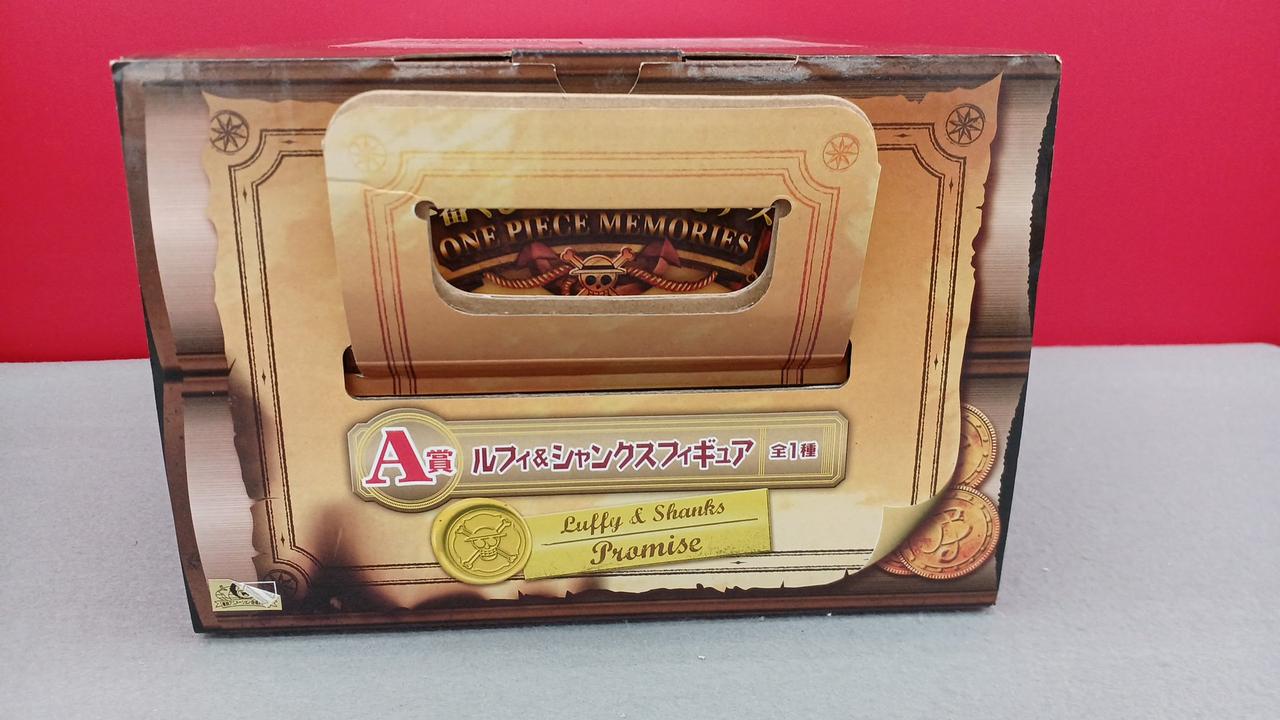 ONE PIECE MEMORIES
A賞 ルフィ&シャンクスフィギュア 全1種
Luffy & Shanks
Promise